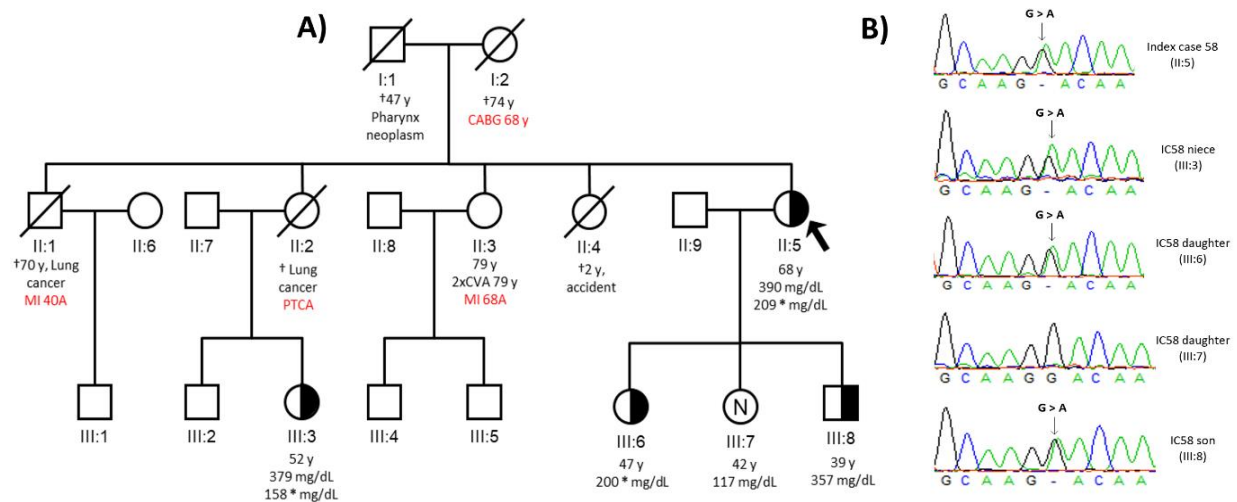 A)
I:1
†47 y
Pharynx
neoplasm
I:2
†74 y
CABG 68 y
II:1
†70 y, Lung
cancer
MI 40A
II:6
II:7
II:2
† Lung
cancer
PTCA
II:8
II:3
79 y
2xCVA 79 y
MI 68A
II:4
†2 y,
accident
II:9
II:5
68 y
390 mg/dL
209 * mg/dL
III:1
III:2
III:3
52 y
379 mg/dL
158 * mg/dL
III:4
III:5
III:6
47 y
200 * mg/dL
N
III:7
42 y
117 mg/dL
III:8
39 y
357 mg/dL
B)
G > A
G C A A G - A C A A
Index case 58
(II:5)
G > A
G C A A G - A C A A
IC58 niece
(III:3)
G > A
G C A A G - A C A A
IC58 daughter
(III:6)
G C A A G G A C A A
IC58 daughter
(III:7)
G > A
G C A A G - A C A A
IC58 son
(III:8)